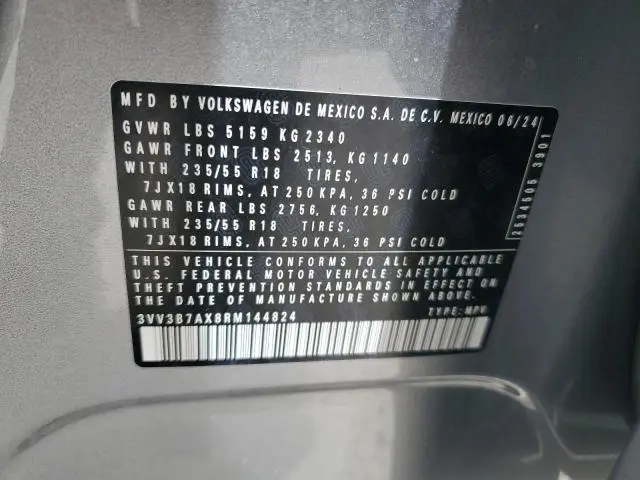 MFD BY VOLKSWAGEN DE MEXICO S.A. DE C.V. MEXICO 06/24
GVWR LBS 5159 KG 2340
GAWR FRONT LBS 2513, KG 1140
WITH 235/55 R18 TIRES,
7JX18 RIMS, AT 250 KPA, 36 PSI COLD
GAWR REAR LBS 2756, KG 1250
WITH 235/55 R18 TIRES,
7JX18 RIMS, AT 250 KPA, 36 PSI COLD
THIS VEHICLE CONFORMS TO ALL APPLICABLE
U.S. FEDERAL MOTOR VEHICLE SAFETY AND
THEFT PREVENTION STANDARDS IN EFFECT ON
THE DATE OF MANUFACTURE SHOWN ABOVE.
3VV3B7AX8RM144824 TYPE: MPV
3901